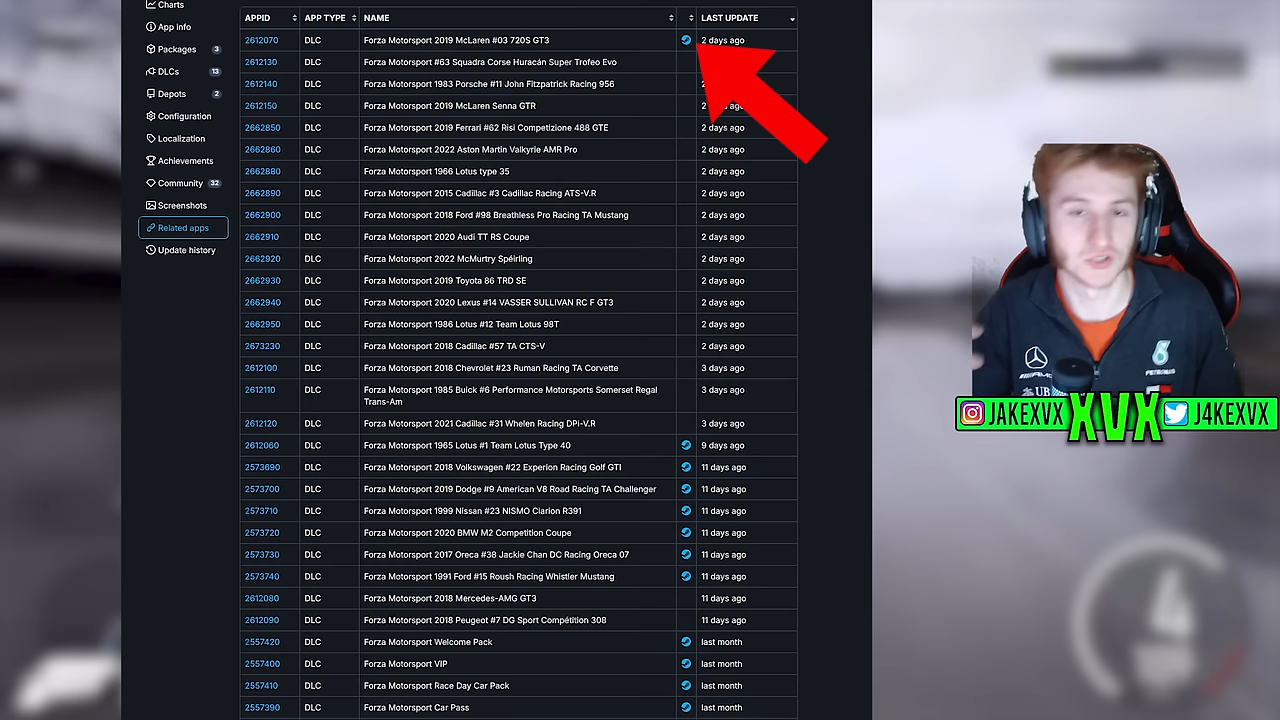 Charts
App info
Packages 3
DLCs 13
Depots 2
Configuration
Localization
Achievements
Community 32
Screenshots
Related apps
Update history
APPID APP TYPE NAME LAST UPDATE
2612070 DLC Forza Motorsport 2019 McLaren #03 720S GT3 2 days ago
2612130 DLC Forza Motorsport #63 Squadra Corse Huracán Super Trofeo Evo
2612140 DLC Forza Motorsport 1983 Porsche #11 John Fitzpatrick Racing 956
2612150 DLC Forza Motorsport 2019 McLaren Senna GTR ago
2662850 DLC Forza Motorsport 2019 Ferrari #62 Risi Competizione 488 GTE 2 days ago
2662860 DLC Forza Motorsport 2022 Aston Martin Valkyrie AMR Pro 2 days ago
2662880 DLC Forza Motorsport 1966 Lotus type 35 2 days ago
2662890 DLC Forza Motorsport 2015 Cadillac #3 Cadillac Racing ATS-V.R 2 days ago
2662900 DLC Forza Motorsport 2018 Ford #98 Breathless Pro Racing TA Mustang 2 days ago
2662910 DLC Forza Motorsport 2020 Audi TT RS Coupe 2 days ago
2662920 DLC Forza Motorsport 2022 McMurtry Spéirling 2 days ago
2662930 DLC Forza Motorsport 2019 Toyota 86 TRD SE 2 days ago
2662940 DLC Forza Motorsport 2020 Lexus #14 VASSER SULLIVAN RC F GT3 2 days ago
2662950 DLC Forza Motorsport 1986 Lotus #12 Team Lotus 98T 2 days ago
2673230 DLC Forza Motorsport 2018 Cadillac #57 TA CTS-V 2 days ago
2612100 DLC Forza Motorsport 2018 Chevrolet #23 Ruman Racing TA Corvette 3 days ago
2612110 DLC Forza Motorsport 1985 Buick #6 Performance Motorsports Somerset Regal 3 days ago
Trans-Am
2612120 DLC Forza Motorsport 2021 Cadillac #31 Whelen Racing DPi-V.R 3 days ago
2612060 DLC Forza Motorsport 1965 Lotus #1 Team Lotus Type 40 9 days ago
2573690 DLC Forza Motorsport 2018 Volkswagen #22 Experion Racing Golf GTI 11 days ago
2573700 DLC Forza Motorsport 2019 Dodge #9 American V8 Road Racing TA Challenger 11 days ago
2573710 DLC Forza Motorsport 1999 Nissan #23 NISMO Clarion R391 11 days ago
2573720 DLC Forza Motorsport 2020 BMW M2 Competition Coupe 11 days ago
2573730 DLC Forza Motorsport 2017 Oreca #38 Jackie Chan DC Racing Oreca 07 11 days ago
2573740 DLC Forza Motorsport 1991 Ford #15 Roush Racing Whistler Mustang 11 days ago
2612080 DLC Forza Motorsport 2018 Mercedes-AMG GT3 11 days ago
2612090 DLC Forza Motorsport 2018 Peugeot #7 DG Sport Compétition 308 11 days ago
2557420 DLC Forza Motorsport Welcome Pack last month
2557400 DLC Forza Motorsport VIP last month
2557410 DLC Forza Motorsport Race Day Car Pack last month
2557390 DLC Forza Motorsport Car Pass last month
PETRONAS
UB
JAKEXVX XVX J4KEXVX